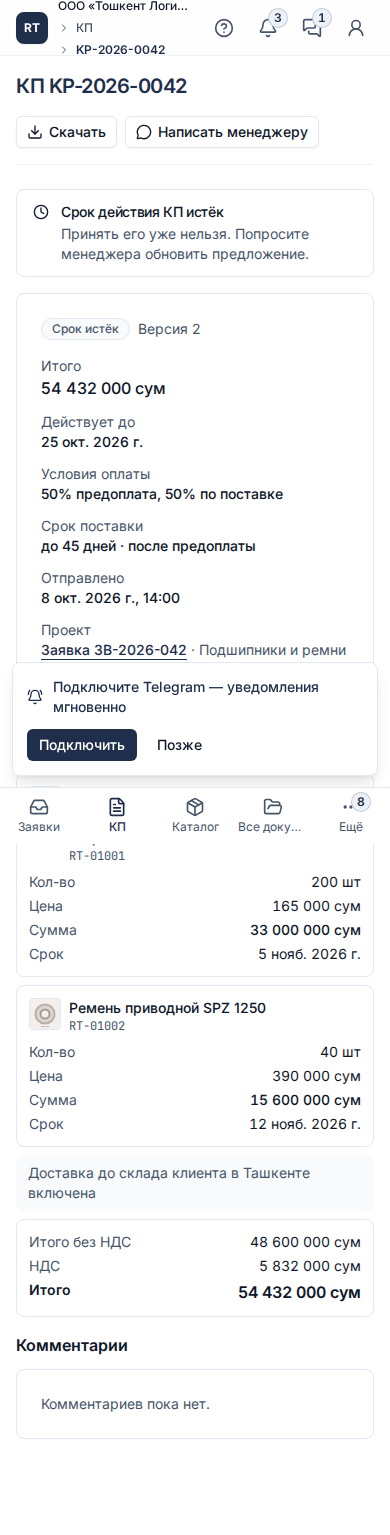 RT
ООО «Тошкент Логи...
КП
КР-2026-0042
3
1
КП КР-2026-0042
Скачать
Написать менеджеру
Срок действия КП истёк
Принять его уже нельзя. Попросите
менеджера обновить предложение.
Срок истёк Версия 2
Итого
54 432 000 сум
Действует до
25 окт. 2026 г.
Условия оплаты
50% предоплата, 50% по поставке
Срок поставки
до 45 дней · после предоплаты
Отправлено
8 окт. 2026 г., 14:00
Проект
Заявка ЗВ-2026-042 · Подшипники и ремни
Подключите Telegram — уведомления
мгновенно
Подключить Позже
8
Заявки КП Каталог Все доку... Ещё
RT-01001
Кол-во 200 шт
Цена 165 000 сум
Сумма 33 000 000 сум
Срок 5 нояб. 2026 г.
Ремень приводной SPZ 1250
RT-01002
Кол-во 40 шт
Цена 390 000 сум
Сумма 15 600 000 сум
Срок 12 нояб. 2026 г.
Доставка до склада клиента в Ташкенте
включена
Итого без НДС 48 600 000 сум
НДС 5 832 000 сум
Итого 54 432 000 сум
Комментарии
Комментариев пока нет.